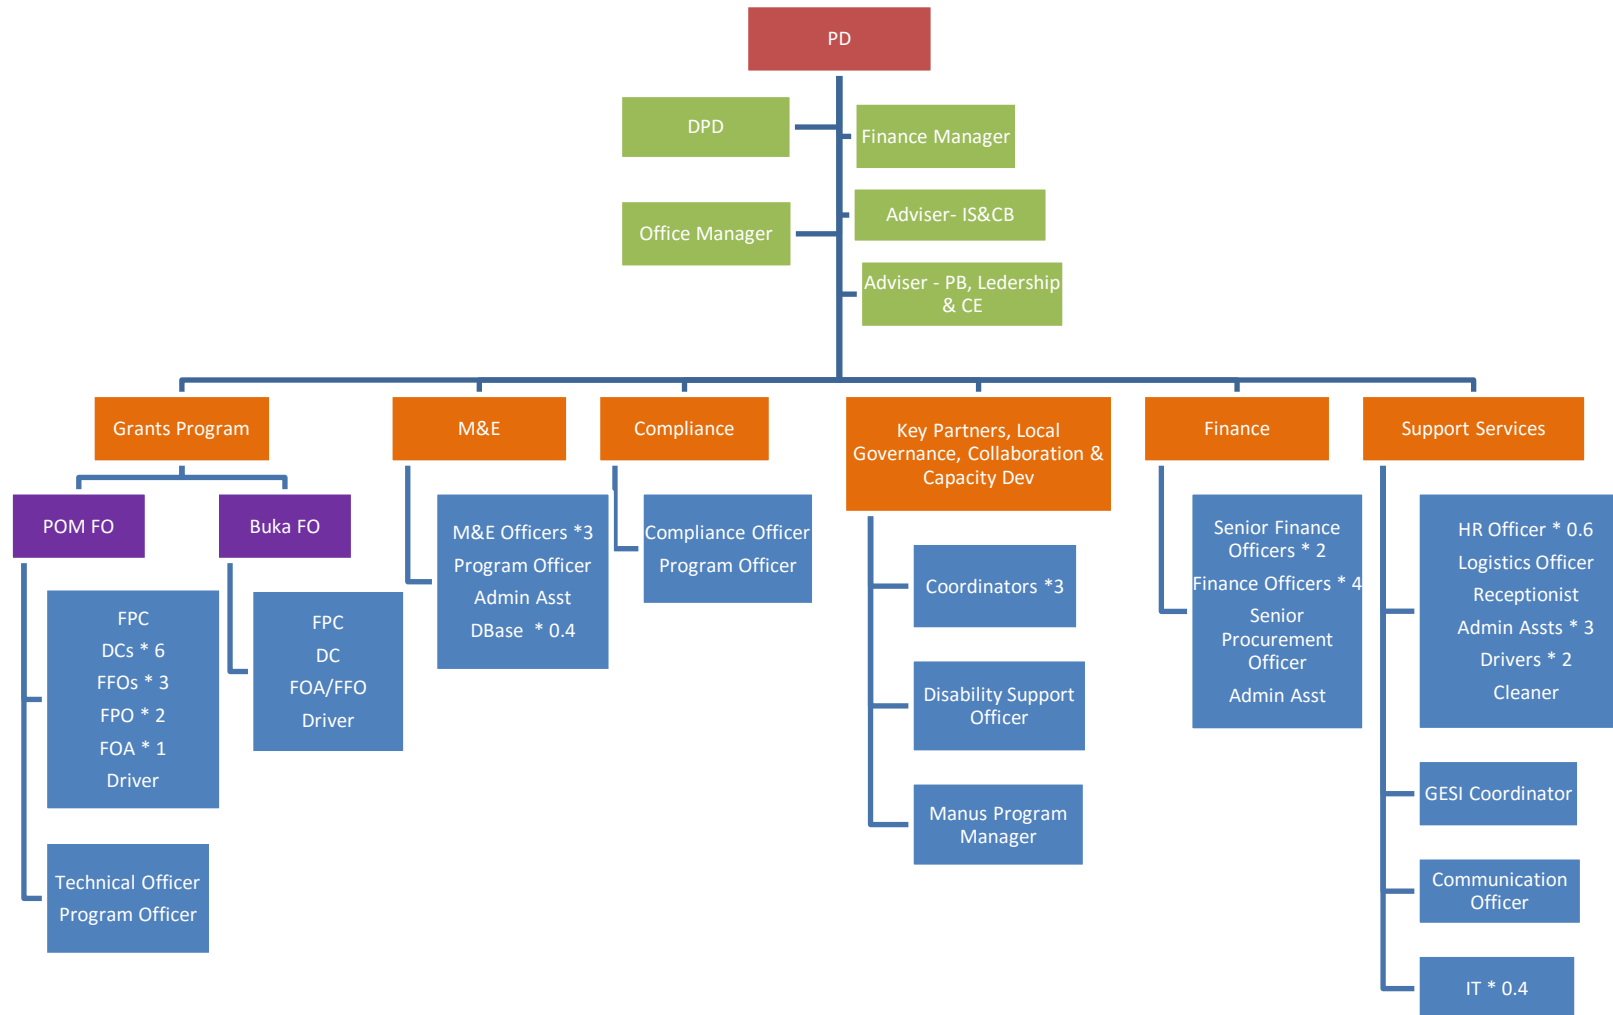 PD
DPD
Finance Manager
Adviser- IS&CB
Office Manager
Adviser - PB, Ledership
& CE
Grants Program
M&E
Compliance
Key Partners, Local
Governance, Collaboration &
Capacity Dev
Finance
Support Services
POM FO
Buka FO
FPC
DCs * 6
FFOs * 3
FPO * 2
FOA * 1
Driver
Technical Officer
Program Officer
FPC
DC
FOA/FFO
Driver
M&E Officers *3
Program Officer
Admin Asst
DBase * 0.4
Compliance Officer
Program Officer
Coordinators *3
Disability Support
Officer
Manus Program
Manager
Senior Finance
Officers * 2
Finance Officers * 4
Senior
Procurement
Officer
Admin Asst
HR Officer * 0.6
Logistics Officer
Receptionist
Admin Assts * 3
Drivers * 2
Cleaner
GESI Coordinator
Communication
Officer
IT * 0.4